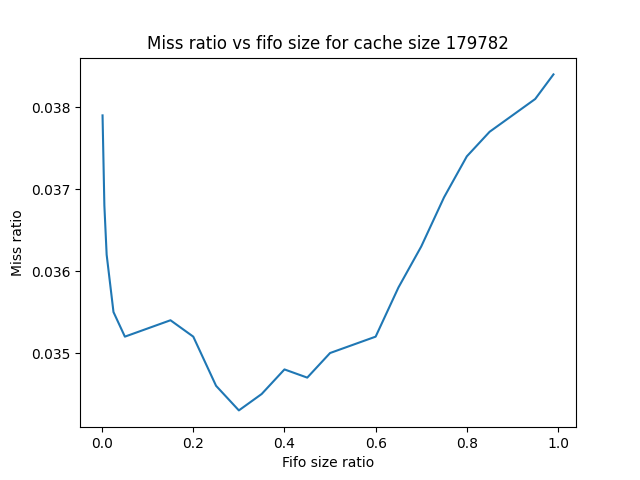 Miss ratio vs fifo size for cache size 179782
0.038
0.037
0.036
0.035
Miss ratio
0.0 0.2 0.4 0.6 0.8 1.0
Fifo size ratio